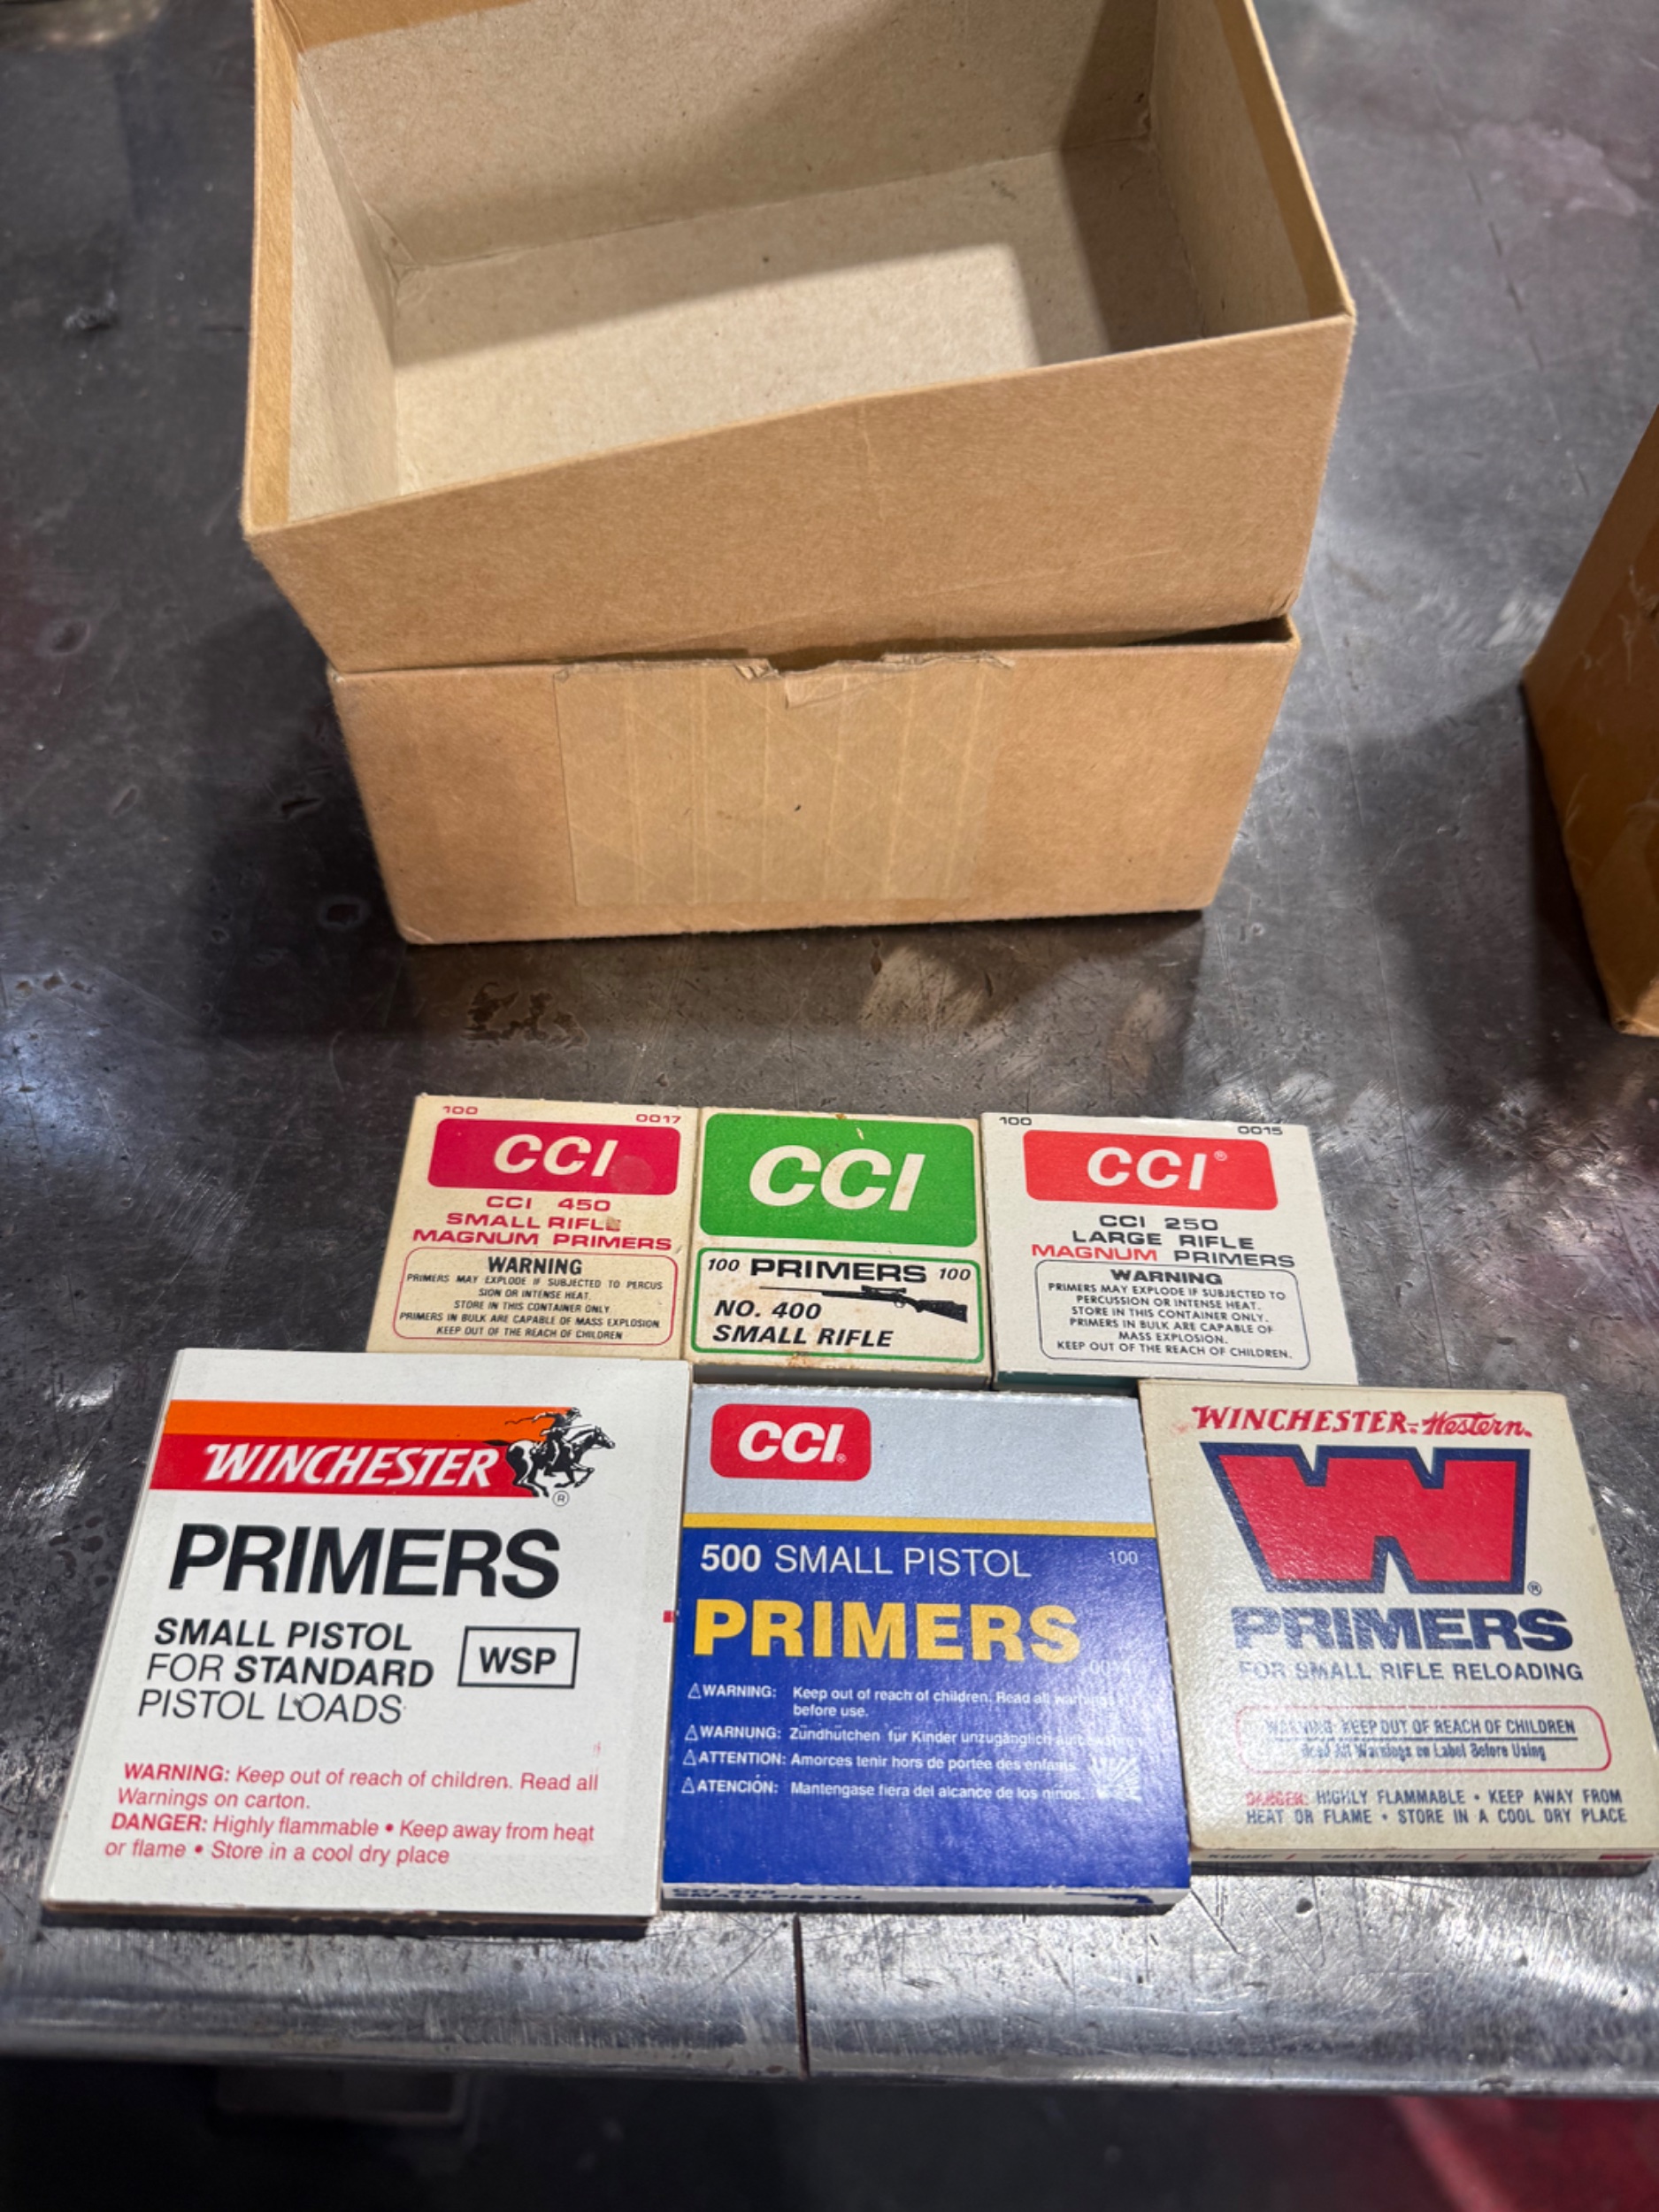 100 0017
CCI
CCI 450
SMALL RIFLE
MAGNUM PRIMERS
WARNING
PRIMERS MAY EXPLODE IF SUBJECTED TO PERCUS
SION OR INTENSE HEAT.
STORE IN THIS CONTAINER ONLY.
PRIMERS IN BULK ARE CAPABLE OF MASS EXPLOSION.
KEEP OUT OF THE REACH OF CHILDREN
CCI
100 PRIMERS 100
NO. 400
SMALL RIFLE
100 0015
CCI®
CCI 250
LARGE RIFLE
MAGNUM PRIMERS
WARNING
PRIMERS MAY EXPLODE IF SUBJECTED TO
PERCUSSION OR INTENSE HEAT.
STORE IN THIS CONTAINER ONLY.
PRIMERS IN BULK ARE CAPABLE OF
MASS EXPLOSION.
KEEP OUT OF THE REACH OF CHILDREN.
WINCHESTER
®
PRIMERS
SMALL PISTOL
FOR STANDARD WSP
PISTOL LOADS
WARNING: Keep out of reach of children. Read all
Warnings on carton.
DANGER: Highly flammable • Keep away from heat
or flame • Store in a cool dry place
CCI®
500 SMALL PISTOL 100
PRIMERS
⚠WARNING: Keep out of reach of children. Read all warnings
before use.
⚠WARNUNG: Zündhütchen für Kinder unzugänglich
⚠ATTENTION: Amorces tenir hors de portee des enfants.
⚠ATENCIÓN: Mantengase fiera del alcance de los niños.
CCI 500
SMALL PISTOL
WINCHESTER-Western.
W®
PRIMERS
FOR SMALL RIFLE RELOADING
WARNING: KEEP OUT OF REACH OF CHILDREN
Read All Warnings on Label Before Using
DANGER: HIGHLY FLAMMABLE • KEEP AWAY FROM
HEAT OR FLAME • STORE IN A COOL DRY PLACE
SMALL RIFLE